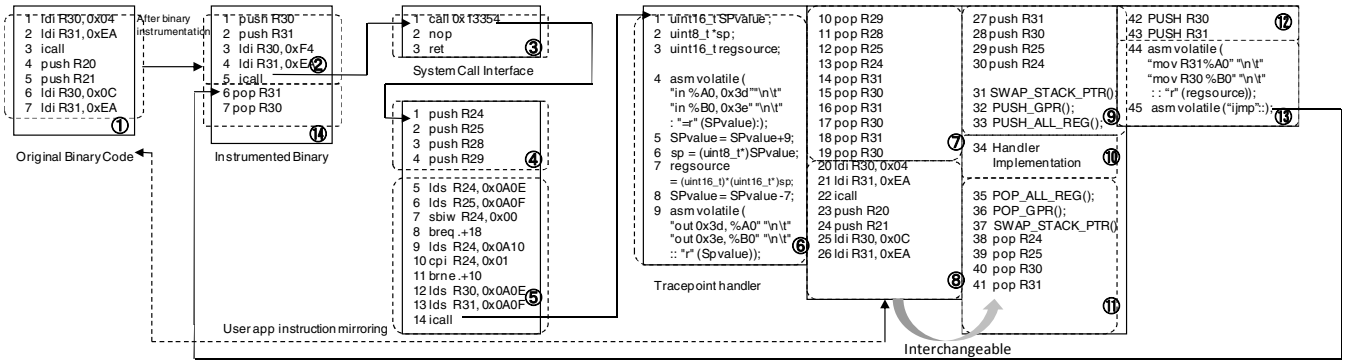 1 ldi R30, 0x04
2 ldi R31, 0xEA
3 icall
4 push R20
5 push R21
6 ldi R30, 0x0C
7 ldi R31, 0xEA
①
Original Binary Code
After binary
instrumentation
1 push R30
2 push R31
3 ldi R30, 0xF4
4 ldi R31, 0xEA
②
5 icall
6 pop R31
7 pop R30
⑭
Instrumented Binary
1 call 0x13354
2 nop
3 ret
③
System Call Interface
1 push R24
2 push R25
3 push R28
4 push R29
④
5 lds R24, 0x0A0E
6 lds R25, 0x0A0F
7 sbiw R24, 0x00
8 breq .+18
9 lds R24, 0x0A10
10 cpi R24, 0x01
11 brne .+10
12 lds R30, 0x0A0E
13 lds R31, 0x0A0F
14 icall
⑤
User app instruction mirroring
1 uint16_t SPvalue ;
2 uint8_t *sp;
3 uint16_t regsource;
4 asm volatile (
"in %A0, 0x3d" "\n\t"
"in %B0, 0x3e" "\n\t"
: "=r" (SPvalue):);
5 SPvalue = SPvalue+9;
6 sp = (uint8_t*)SPvalue;
7 regsource
= (uint16_t)*(uint16_t*)sp;
8 SPvalue = SPvalue -7;
9 asm volatile (
"out 0x3d, %A0" "\n\t"
"out 0x3e, %B0" "\n\t"
:: "r" (Spvalue));
⑥
Tracepoint handler
10 pop R29
11 pop R28
12 pop R25
13 pop R24
14 pop R31
15 pop R30
16 pop R31
17 pop R30
18 pop R31
19 pop R30
⑦
20 ldi R30, 0x04
21 ldi R31, 0xEA
22 icall
23 push R20
24 push R21
25 ldi R30, 0x0C
26 ldi R31, 0xEA
⑧
27 push R31
28 push R30
29 push R25
30 push R24
31 SWAP_STACK_PTR()
32 PUSH_GPR();
33 PUSH_ALL_REG();
⑨
34 Handler
Implementation
⑩
35 POP_ALL_REG();
36 POP_GPR();
37 SWAP_STACK_PTR()
38 pop R24
39 pop R25
40 pop R30
41 pop R31
⑪
42 PUSH R30
43 PUSH R31
⑫
44 asm volatile (
"mov R31%A0" "\n\t"
"mov R30 %B0" "\n\t"
: : "r" (regsource));
45 asm volatile ("ijmp"::);
⑬
Interchangeable